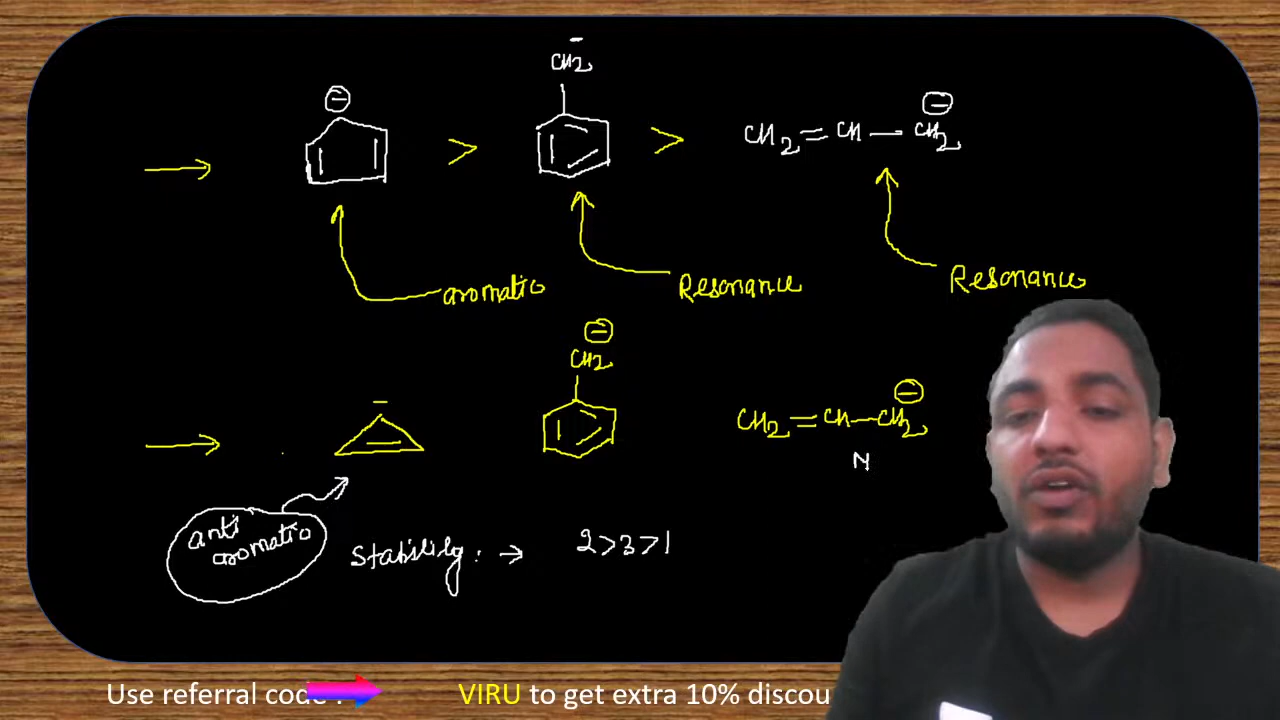 ⊖
CH2-
⊖
> >
CH2=CH—CH2
aromatic
Resonance
Resonance
⊖
CH2
-
⊖
CH2=CH—CH2
N
anti
aromatic
Stability: → 2>3>1
Use referral code :
VIRU to get extra 10%